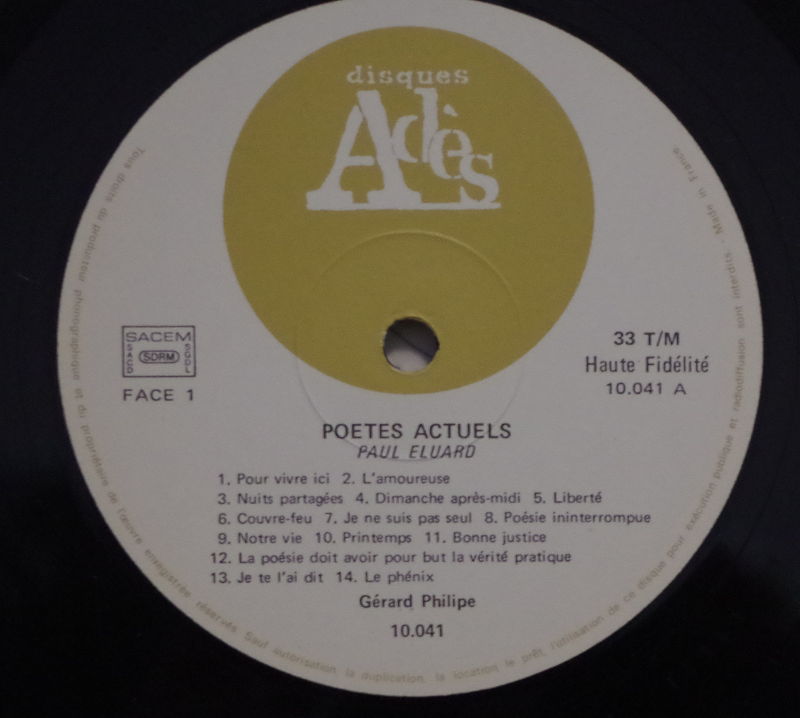 disques
Adès
SACEM
SACD
SDRM
SGDL
FACE 1
33 T/M
Haute Fidélité
10.041 A
POETES ACTUELS
PAUL ELUARD
1. Pour vivre ici 2. L'amoureuse
3. Nuits partagées 4. Dimanche après-midi 5. Liberté
6. Couvre-feu 7. Je ne suis pas seul 8. Poésie ininterrompue
9. Notre vie 10. Printemps 11. Bonne justice
12. La poésie doit avoir pour but la vérité pratique
13. Je te l'ai dit 14. Le phénix
Gérard Philipe
10.041
Tous droits du producteur phonographique et du propriétaire de l'œuvre enregistrée réservés. Sauf autorisation, la duplication, la location le prêt, l'utilisation de ce disque pour exécution publique et radiodiffusion sont interdits. Made in France